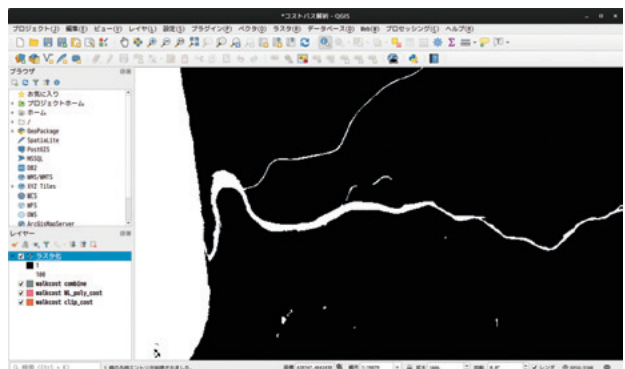 *コストパス解析 - QGIS
プロジェクト(J) 編集(E) ビュー(V) レイヤ(L) 設定(S) プラグイン(P) ベクタ(O) ラスタ(R) データベース(D) Web(W) プロセッシング(C) ヘルプ(H)
ブラウザ
お気に入り
プロジェクトホーム
ホーム
/
GeoPackage
SpatiaLite
PostGIS
MSSQL
DB2
WMS/WMTS
XYZ Tiles
WCS
WFS
OWS
ArcGisMapServer
レイヤー
ラスタ化
1
100
walkcost combine
walkcost WL_poly_cost
walkcost clip_cost